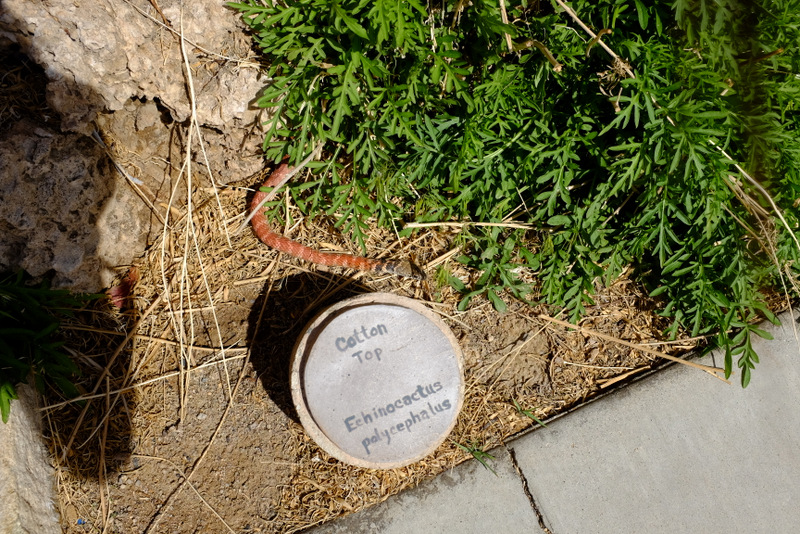 Cotton
Top
Echinocactus
polycephalus